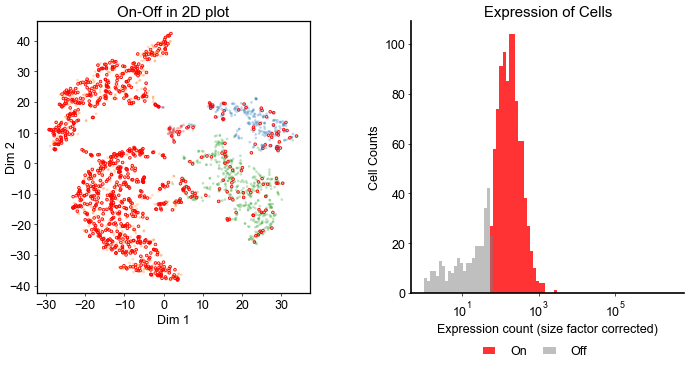 On-Off in 2D plot
40
30
20
10
0
−10
−20
−30
−40
Dim 2
−30 −20 −10 0 10 20 30
Dim 1
Expression of Cells
100
80
60
40
20
0
Cell Counts
10^1 10^3 10^5
Expression count (size factor corrected)
On Off